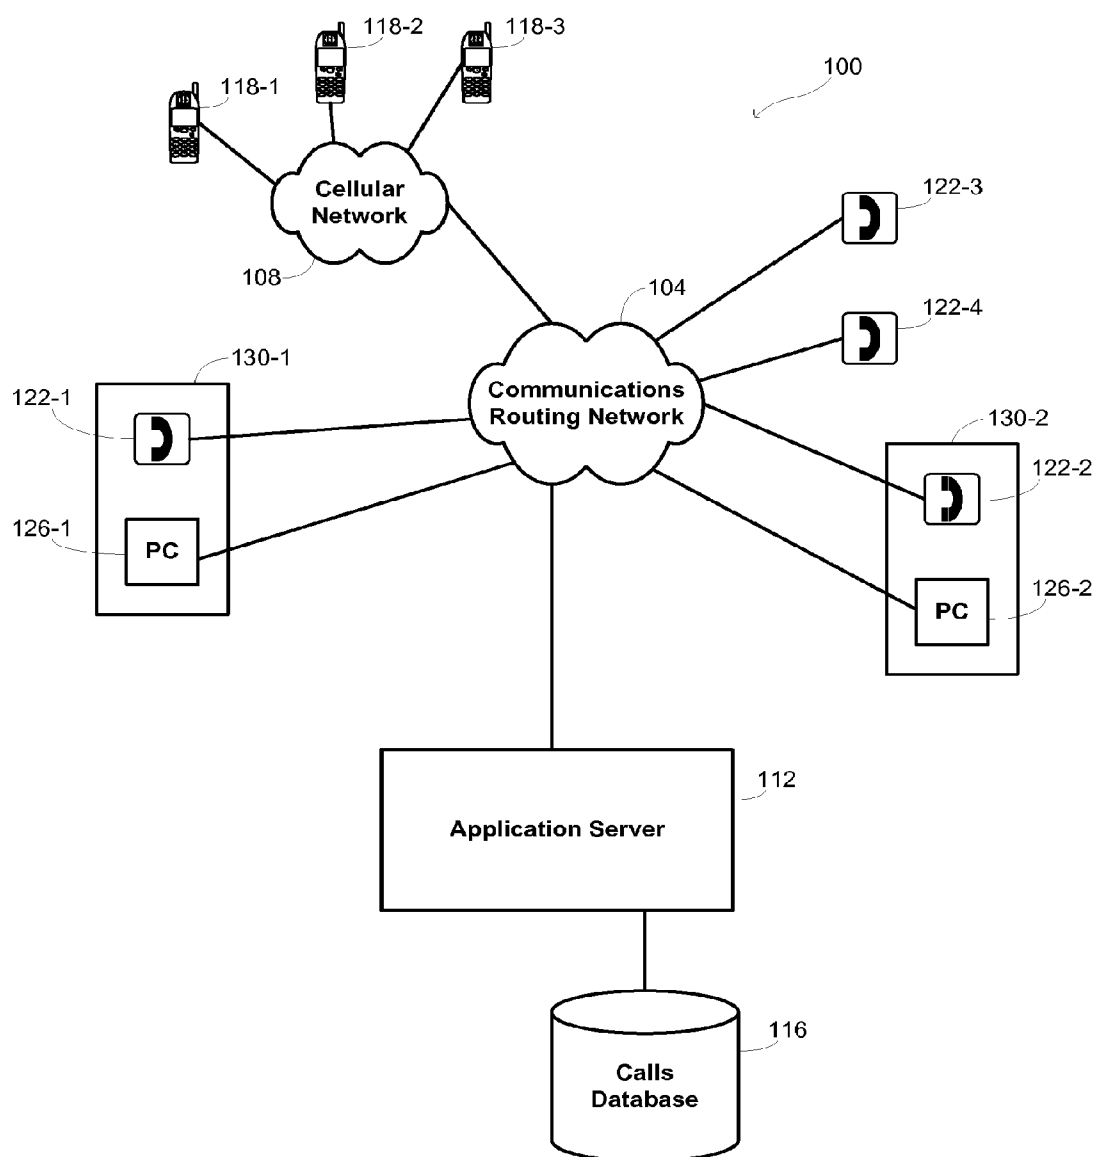 118-2
118-3
118-1
100
Cellular
Network
122-3
108
104
122-4
130-1
Communications
Routing Network
122-1
130-2
122-2
126-1
PC
126-2
PC
112
Application Server
116
Calls
Database